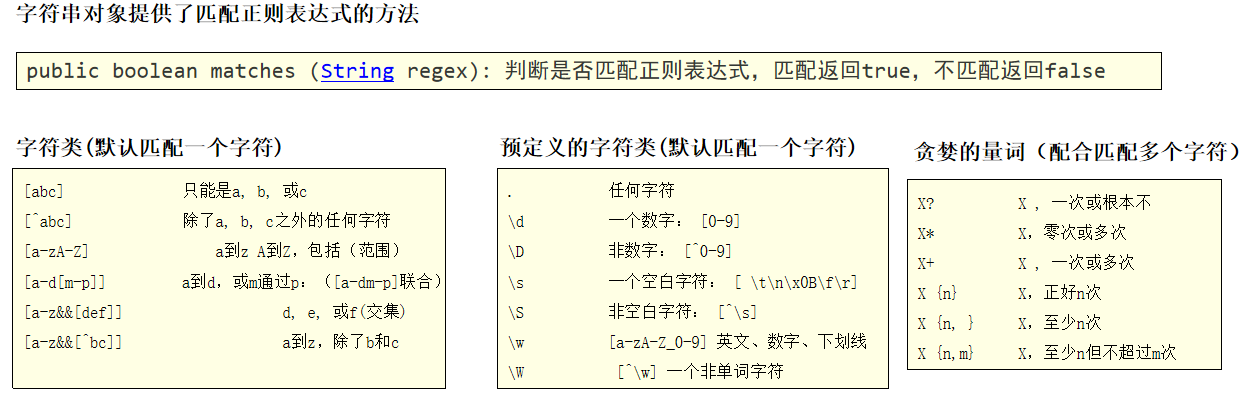 字符串对象提供了匹配正则表达式的方法
public boolean matches (String regex): 判断是否匹配正则表达式，匹配返回true，不匹配返回false
字符类(默认匹配一个字符)
[abc] 只能是a, b, 或c
[^abc] 除了a, b, c之外的任何字符
[a-zA-Z] a到z A到Z，包括（范围）
[a-d[m-p]] a到d，或m通过p：（[a-dm-p]联合）
[a-z&&[def]] d, e, 或f(交集)
[a-z&&[^bc]] a到z，除了b和c
预定义的字符类(默认匹配一个字符)
. 任何字符
\d 一个数字： [0-9]
\D 非数字： [^0-9]
\s 一个空白字符： [ \t\n\x0B\f\r]
\S 非空白字符： [^\s]
\w [a-zA-Z_0-9] 英文、数字、下划线
\W [^\w] 一个非单词字符
贪婪的量词（配合匹配多个字符）
X? X , 一次或根本不
X* X，零次或多次
X+ X , 一次或多次
X {n} X，正好n次
X {n, } X，至少n次
X {n,m} X，至少n但不超过m次